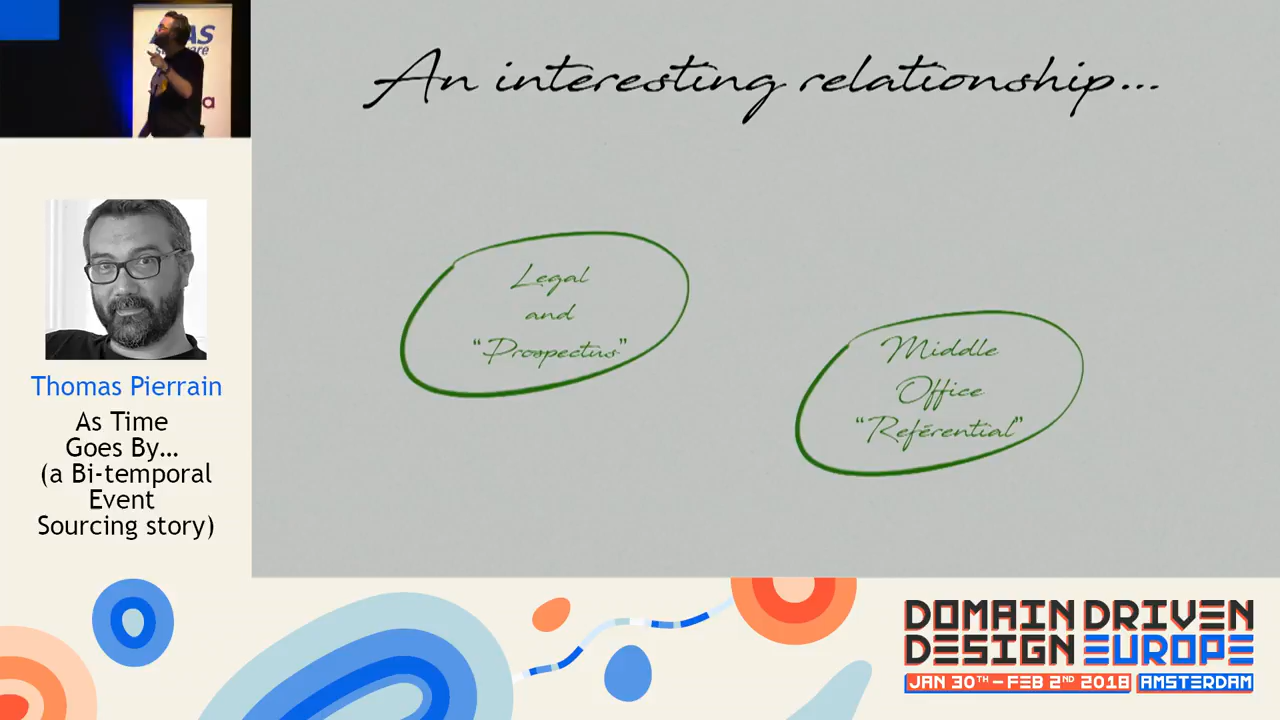 An interesting relationship...
Legal
and
“Prospectus”
Middle
Office
“Reférential”
Thomas Pierrain
As Time
Goes By...
(a Bi-temporal
Event
Sourcing story)
DOMAIN DRIVEN
DESIGN EUROPE
JAN 30TH – FEB 2ND 2018 AMSTERDAM